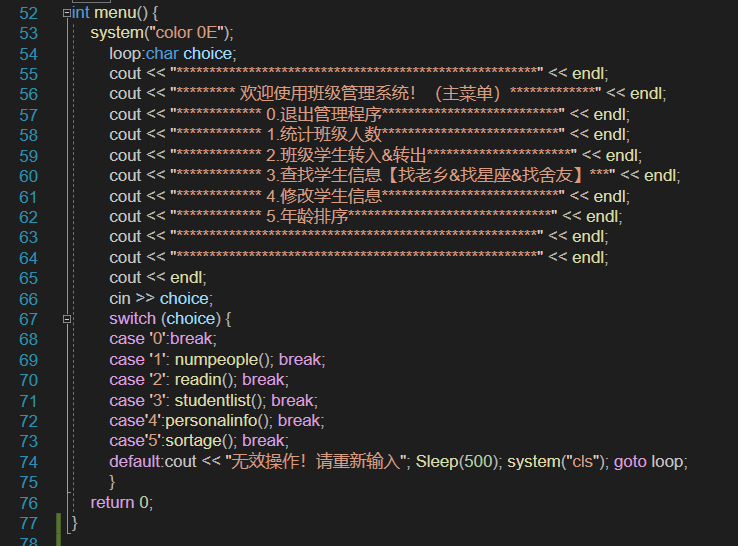 52 int menu() {
53 system("color 0E");
54 loop:char choice;
55 cout << "*******************************************************" << endl;
56 cout << "********* 欢迎使用班级管理系统！（主菜单）*************" << endl;
57 cout << "************* 0.退出管理程序***************************" << endl;
58 cout << "************* 1.统计班级人数***************************" << endl;
59 cout << "************* 2.班级学生转入&转出**********************" << endl;
60 cout << "************* 3.查找学生信息【找老乡&找星座&找舍友】***" << endl;
61 cout << "************* 4.修改学生信息***************************" << endl;
62 cout << "************* 5.年龄排序*******************************" << endl;
63 cout << "*******************************************************" << endl;
64 cout << "*******************************************************" << endl;
65 cout << endl;
66 cin >> choice;
67 switch (choice) {
68 case '0':break;
69 case '1': numpeople(); break;
70 case '2': readin(); break;
71 case '3': studentlist(); break;
72 case'4':personalinfo(); break;
73 case'5':sortage(); break;
74 default:cout << "无效操作！请重新输入"; Sleep(500); system("cls"); goto loop;
75 }
76 return 0;
77 }
78